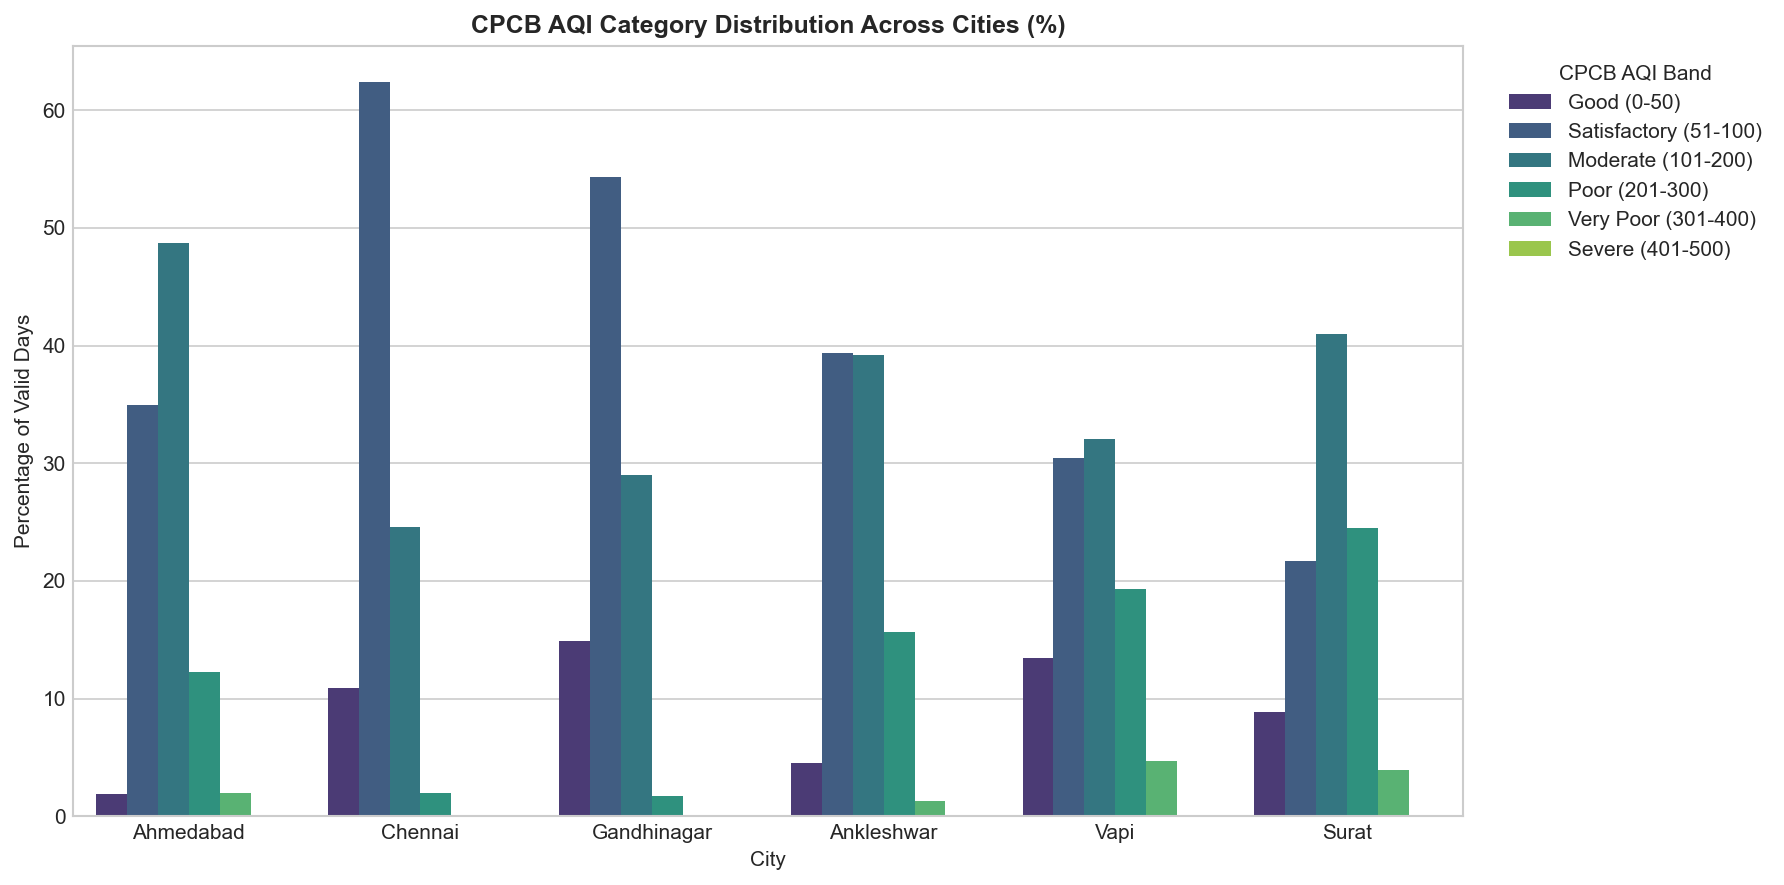 CPCB AQI Category Distribution Across Cities (%)
CPCB AQI Band
Good (0-50)
Satisfactory (51-100)
Moderate (101-200)
Poor (201-300)
Very Poor (301-400)
Severe (401-500)
Percentage of Valid Days
60
50
40
30
20
10
0
Ahmedabad
Chennai
Gandhinagar
Ankleshwar
Vapi
Surat
City